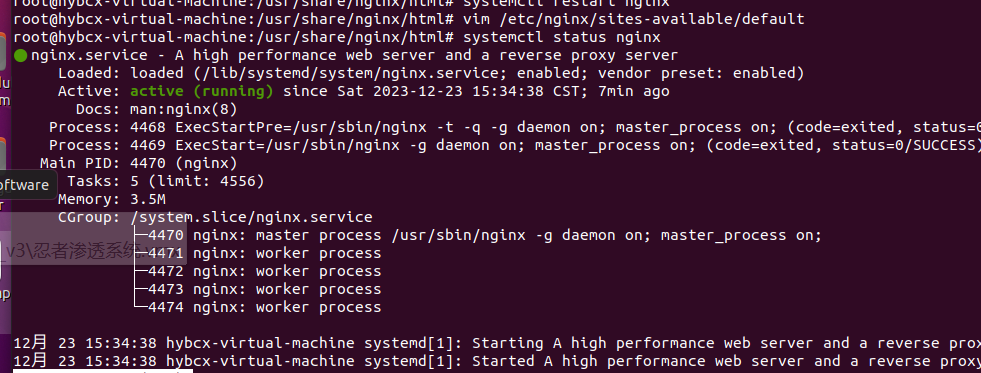 root@hybcx-virtual-machine:/usr/share/nginx/html# systemctl restart nginx
root@hybcx-virtual-machine:/usr/share/nginx/html# vim /etc/nginx/sites-available/default
root@hybcx-virtual-machine:/usr/share/nginx/html# systemctl status nginx
● nginx.service - A high performance web server and a reverse proxy server
Loaded: loaded (/lib/systemd/system/nginx.service; enabled; vendor preset: enabled)
Active: active (running) since Sat 2023-12-23 15:34:38 CST; 7min ago
Docs: man:nginx(8)
Process: 4468 ExecStartPre=/usr/sbin/nginx -t -q -g daemon on; master_process on; (code=exited, status=0
Process: 4469 ExecStart=/usr/sbin/nginx -g daemon on; master_process on; (code=exited, status=0/SUCCESS)
Main PID: 4470 (nginx)
Tasks: 5 (limit: 4556)
oftware
Memory: 3.5M
CGroup: /system.slice/nginx.service
├─4470 nginx: master process /usr/sbin/nginx -g daemon on; master_process on;
_v3\忍者渗透系统.
├─4471 nginx: worker process
├─4472 nginx: worker process
├─4473 nginx: worker process
└─4474 nginx: worker process
12月 23 15:34:38 hybcx-virtual-machine systemd[1]: Starting A high performance web server and a reverse prox
12月 23 15:34:38 hybcx-virtual-machine systemd[1]: Started A high performance web server and a reverse proxy